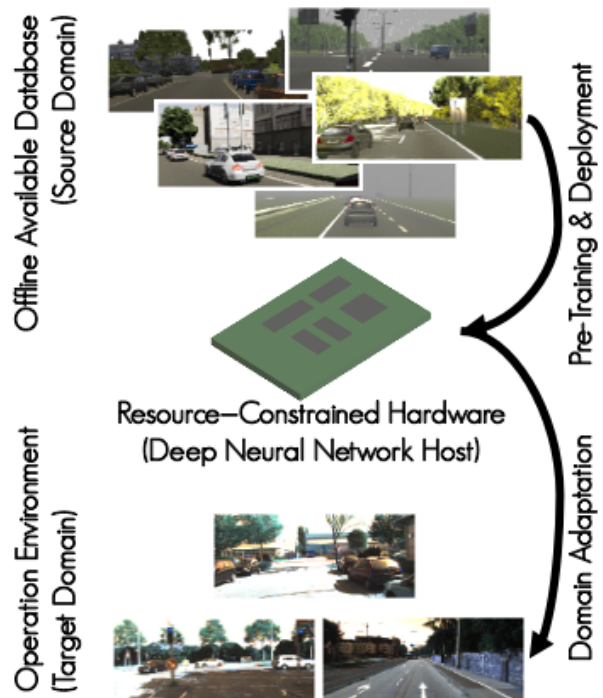 Offline Available Database
(Source Domain)
Pre-Training & Deployment
Resource-Constrained Hardware
(Deep Neural Network Host)
Operation Environment
(Target Domain)
Domain Adaptation